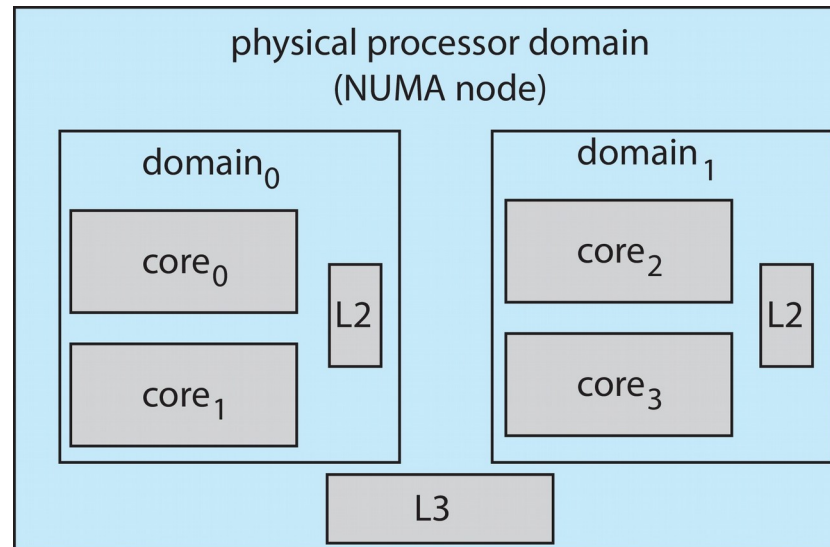 physical processor domain
(NUMA node)
domain₀
core₀
L2
core₁
domain₁
core₂
L2
core₃
L3